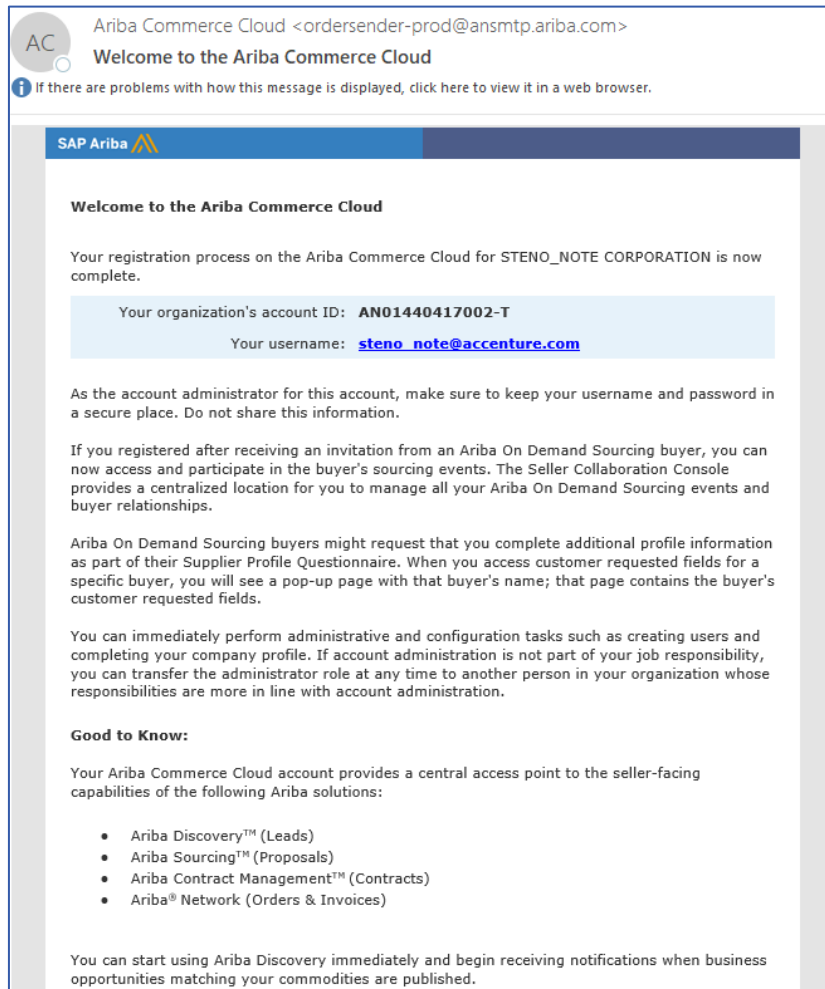 AC
Ariba Commerce Cloud <ordersender-prod@ansmtp.ariba.com>
Welcome to the Ariba Commerce Cloud
If there are problems with how this message is displayed, click here to view it in a web browser.
SAP Ariba
Welcome to the Ariba Commerce Cloud
Your registration process on the Ariba Commerce Cloud for STENO_NOTE CORPORATION is now
complete.
Your organization's account ID: AN01440417002-T
Your username: steno_note@accenture.com
As the account administrator for this account, make sure to keep your username and password in
a secure place. Do not share this information.
If you registered after receiving an invitation from an Ariba On Demand Sourcing buyer, you can
now access and participate in the buyer's sourcing events. The Seller Collaboration Console
provides a centralized location for you to manage all your Ariba On Demand Sourcing events and
buyer relationships.
Ariba On Demand Sourcing buyers might request that you complete additional profile information
as part of their Supplier Profile Questionnaire. When you access customer requested fields for a
specific buyer, you will see a pop-up page with that buyer's name; that page contains the buyer's
customer requested fields.
You can immediately perform administrative and configuration tasks such as creating users and
completing your company profile. If account administration is not part of your job responsibility,
you can transfer the administrator role at any time to another person in your organization whose
responsibilities are more in line with account administration.
Good to Know:
Your Ariba Commerce Cloud account provides a central access point to the seller-facing
capabilities of the following Ariba solutions:
• Ariba Discovery™ (Leads)
• Ariba Sourcing™ (Proposals)
• Ariba Contract Management™ (Contracts)
• Ariba® Network (Orders & Invoices)
You can start using Ariba Discovery immediately and begin receiving notifications when business
opportunities matching your commodities are published.